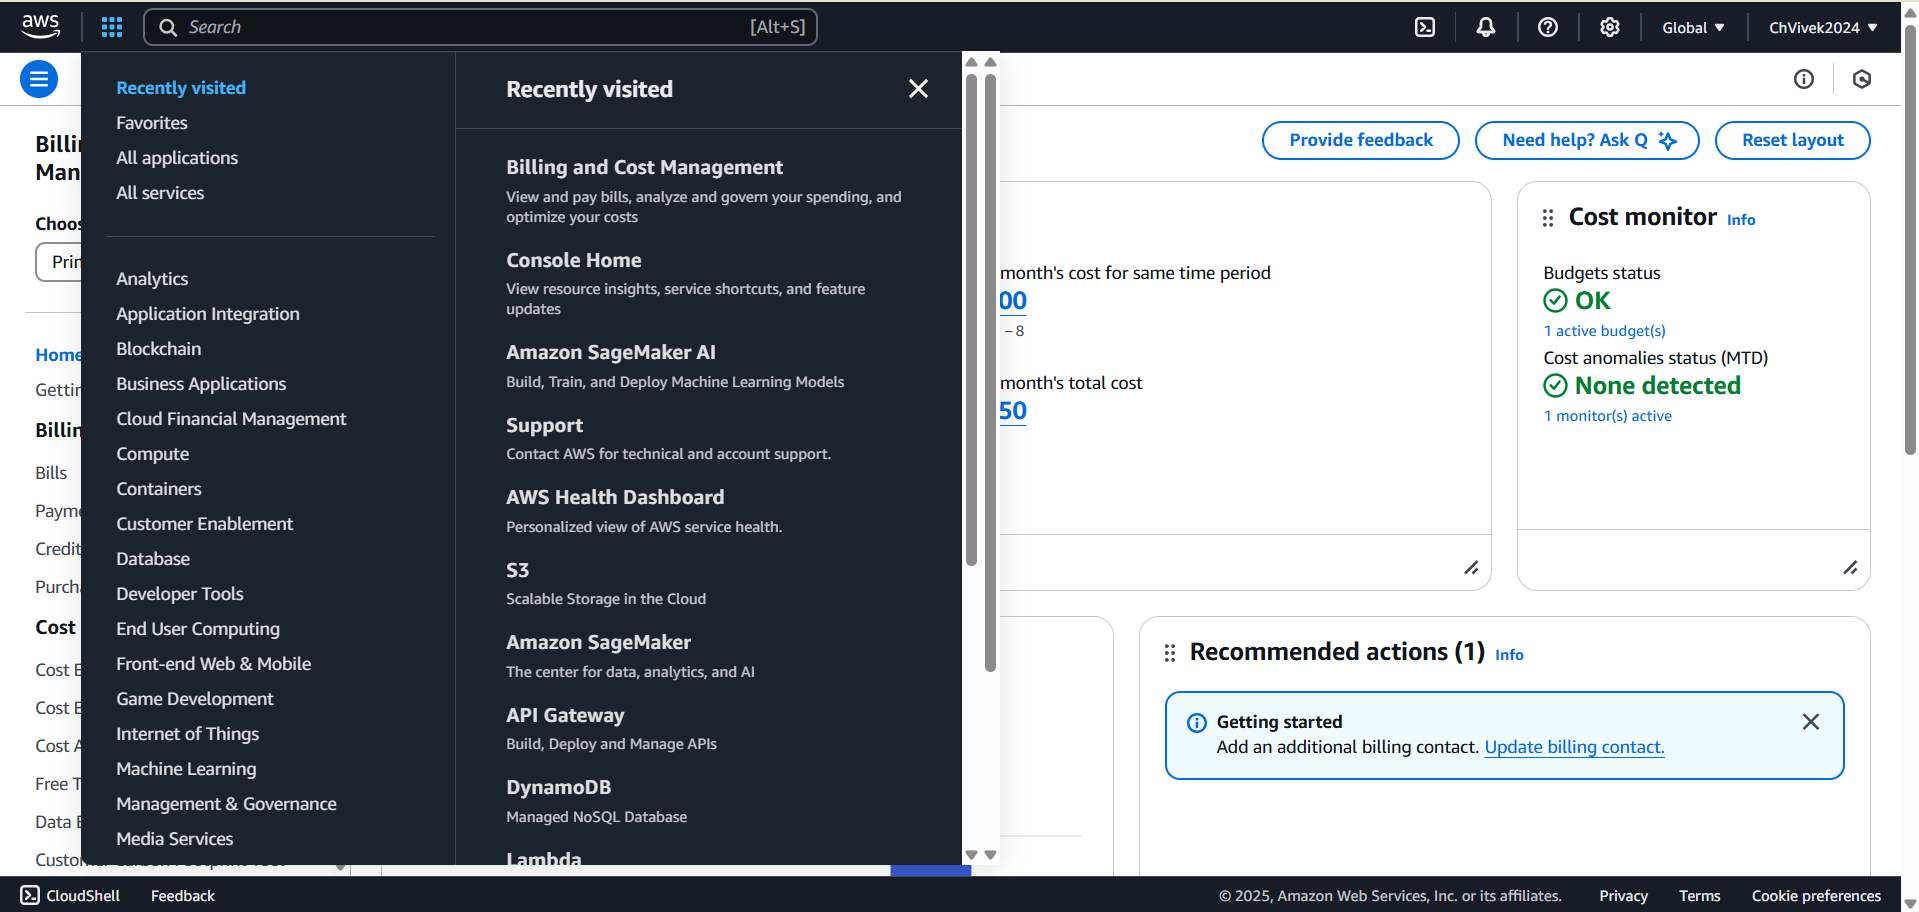 aws
Search
[Alt+S]
Global
ChVivek2024
Recently visited
Favorites
All applications
All services
Analytics
Application Integration
Blockchain
Business Applications
Cloud Financial Management
Compute
Containers
Customer Enablement
Database
Developer Tools
End User Computing
Front-end Web & Mobile
Game Development
Internet of Things
Machine Learning
Management & Governance
Media Services
Recently visited
Billing and Cost Management
View and pay bills, analyze and govern your spending, and
optimize your costs
Console Home
View resource insights, service shortcuts, and feature
updates
Amazon SageMaker AI
Build, Train, and Deploy Machine Learning Models
Support
Contact AWS for technical and account support.
AWS Health Dashboard
Personalized view of AWS service health.
S3
Scalable Storage in the Cloud
Amazon SageMaker
The center for data, analytics, and AI
API Gateway
Build, Deploy and Manage APIs
DynamoDB
Managed NoSQL Database
Lambda
Home
Bills
Cost
Cost
Cost
Cost
Free
Data
Provide feedback
Need help? Ask Q
Reset layout
month's cost for same time period
00
– 8
month's total cost
50
Cost monitor Info
Budgets status
OK
1 active budget(s)
Cost anomalies status (MTD)
None detected
1 monitor(s) active
Recommended actions (1) Info
Getting started
Add an additional billing contact. Update billing contact.
CloudShell
Feedback
© 2025, Amazon Web Services, Inc. or its affiliates.
Privacy
Terms
Cookie preferences